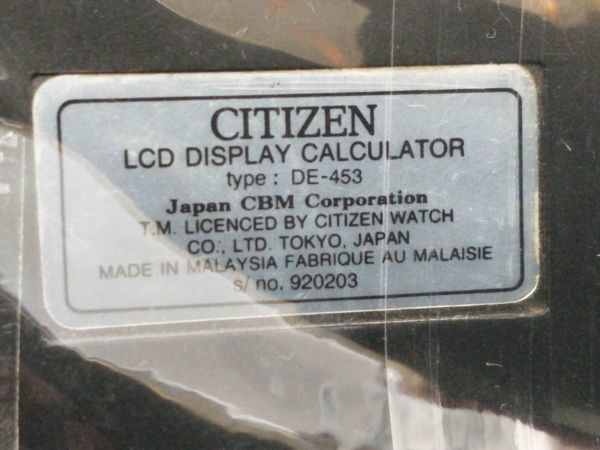 CITIZEN
LCD DISPLAY CALCULATOR
type : DE-453
Japan CBM Corporation
T.M. LICENCED BY CITIZEN WATCH
CO., LTD. TOKYO, JAPAN
MADE IN MALAYSIA FABRIQUE AU MALAISIE
s/ no. 920203